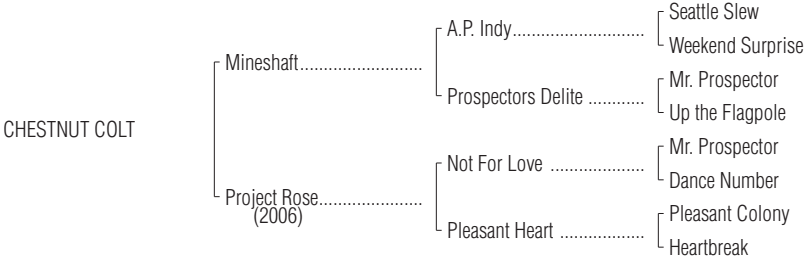 Seattle Slew
A.P. Indy............................
Weekend Surprise
Mineshaft..........................
Mr. Prospector
Prospectors Delite ............
Up the Flagpole
CHESTNUT COLT
Mr. Prospector
Not For Love ....................
Dance Number
Project Rose......................
(2006)
Pleasant Colony
Pleasant Heart ..................
Heartbreak